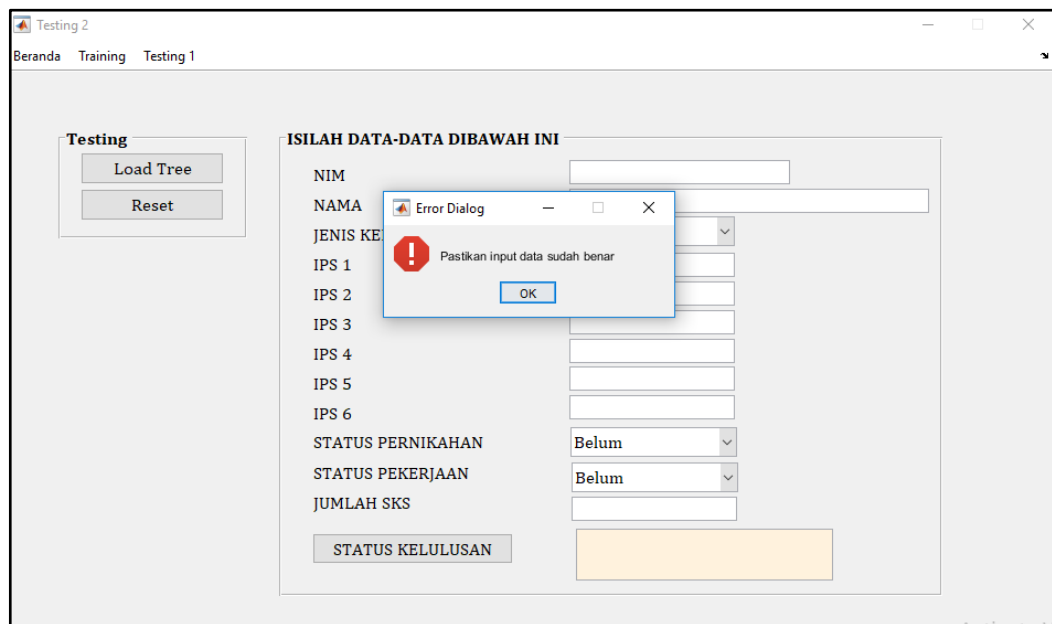 Testing 2
Beranda Training Testing 1
Testing
Load Tree
Reset
ISILAH DATA-DATA DIBAWAH INI
NIM
NAMA
JENIS KE
IPS 1
IPS 2
IPS 3
IPS 4
IPS 5
IPS 6
STATUS PERNIKAHAN Belum
STATUS PEKERJAAN Belum
JUMLAH SKS
STATUS KELULUSAN
Error Dialog
Pastikan input data sudah benar
OK